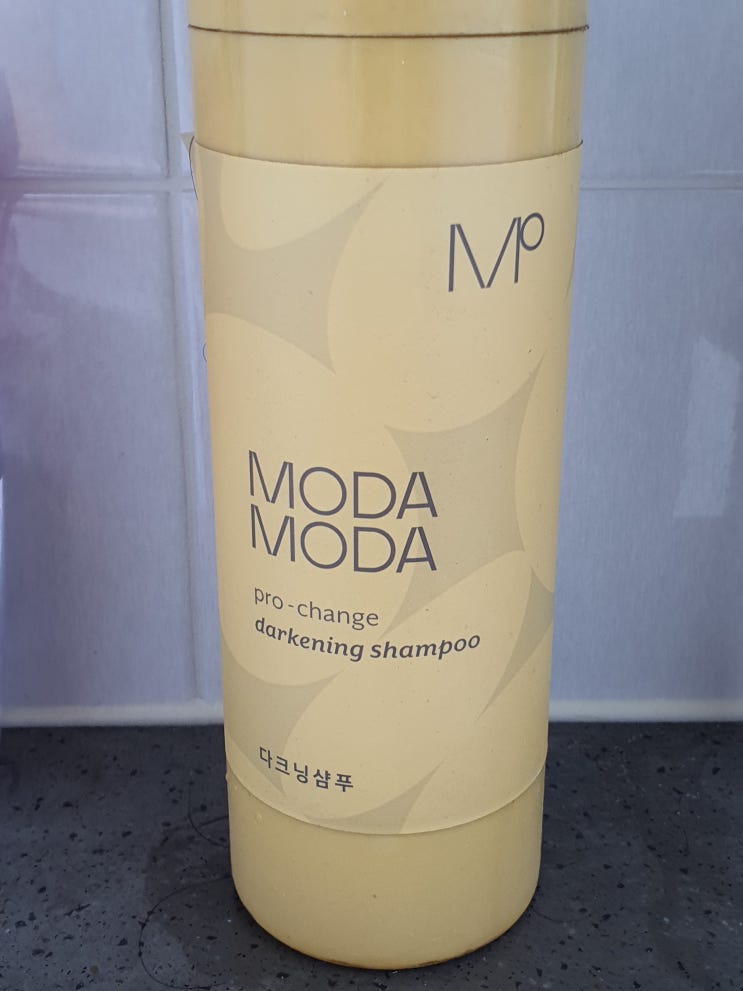 MP
MODA
MODA
pro-change
darkening shampoo
다크닝샴푸